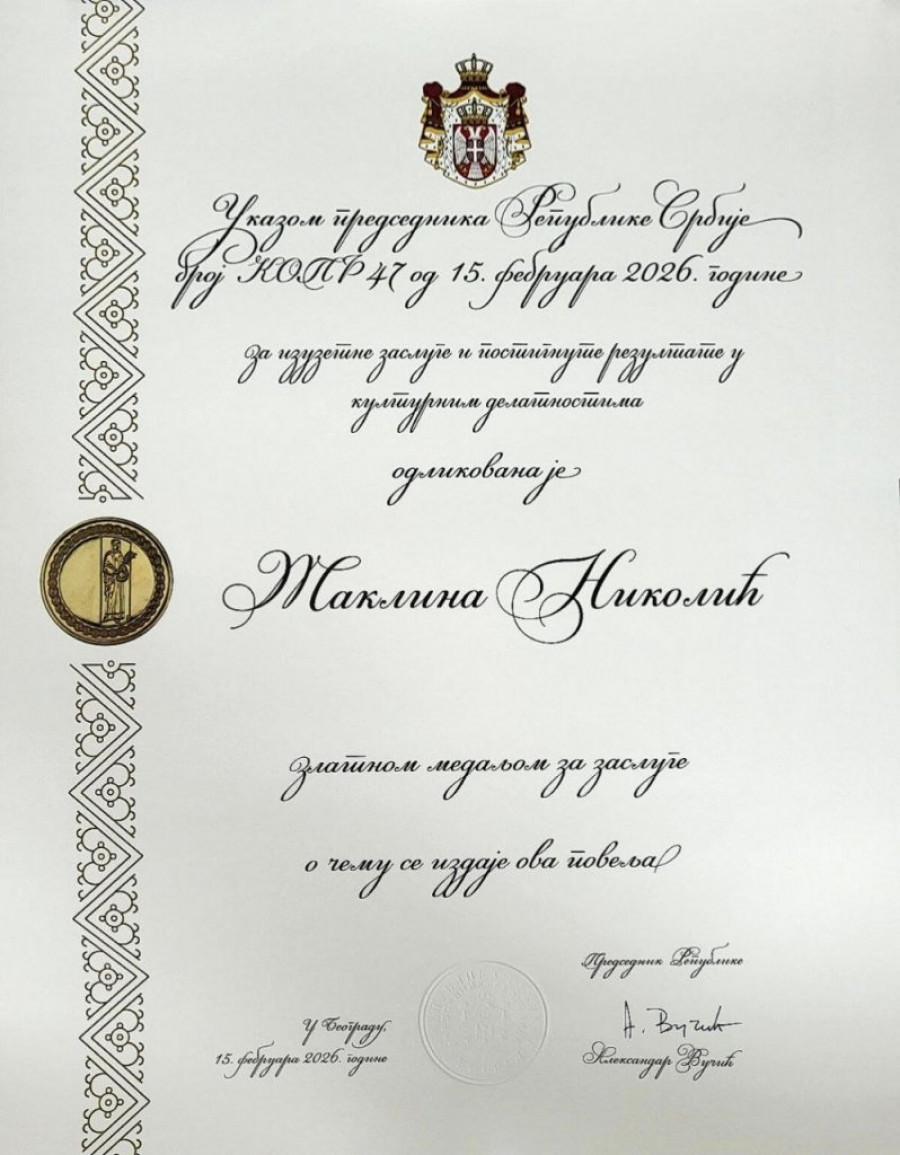 Указом председника Републике Србије
број КОПР 47 од 15. фебруара 2026. године
за изузетне заслуге и постигнуте резултате у
културним делатностима
одликована је
Маклина Николић
златном медаљом за заслуге
о чему се издаје ова повеља
Председник Републике
А. Вучић
У Београду,
15. фебруара 2026. године
Александар Вучић